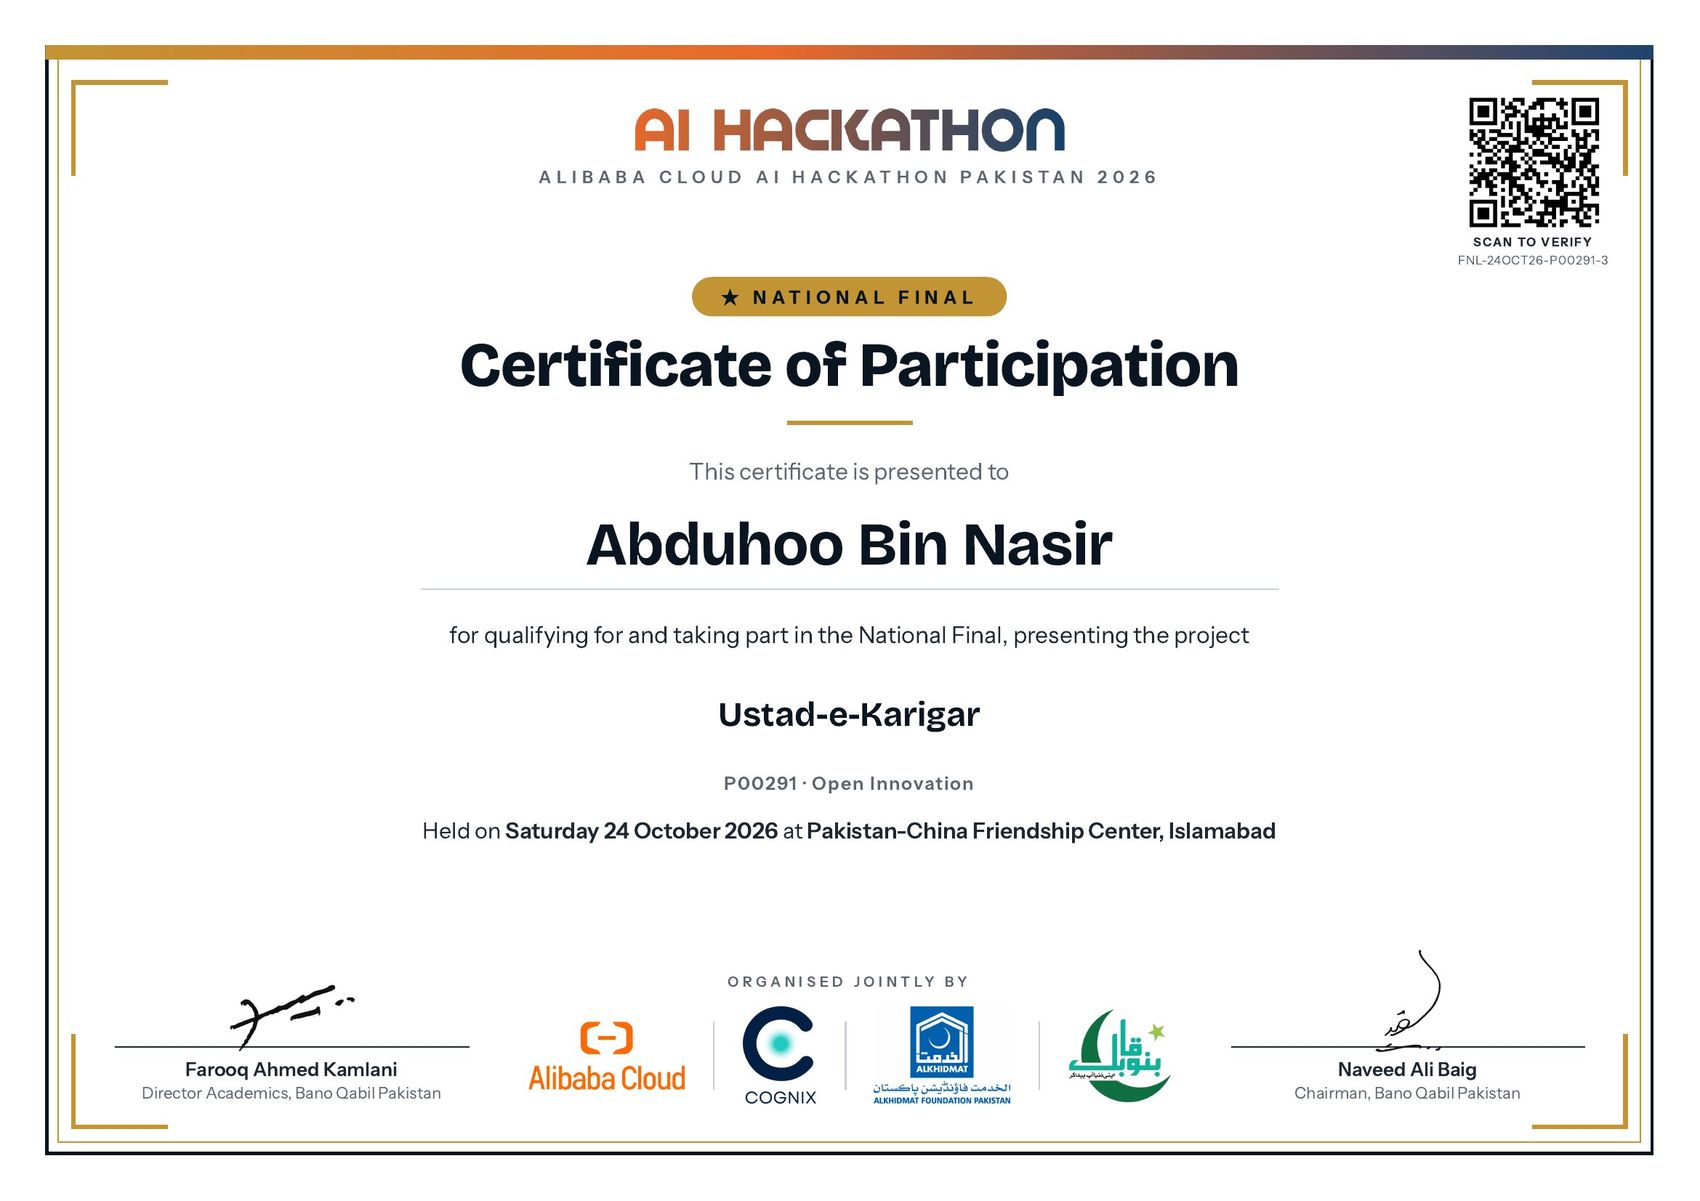 AI HACKATHON
ALIBABA CLOUD AI HACKATHON PAKISTAN 2026
SCAN TO VERIFY
FNL-24OCT26-P00291-3
★ NATIONAL FINAL
Certificate of Participation
This certificate is presented to
Abduhoo Bin Nasir
for qualifying for and taking part in the National Final, presenting the project
Ustad-e-Karigar
P00291 · Open Innovation
Held on Saturday 24 October 2026 at Pakistan-China Friendship Center, Islamabad
ORGANISED JOINTLY BY
Farooq Ahmed Kamlani
Director Academics, Bano Qabil Pakistan
Alibaba Cloud
COGNIX
الخدمت
ALKHIDMAT
الخدمت فاؤنڈیشن پاکستان
ALKHIDMAT FOUNDATION PAKISTAN
بنو قابل
Naveed Ali Baig
Chairman, Bano Qabil Pakistan